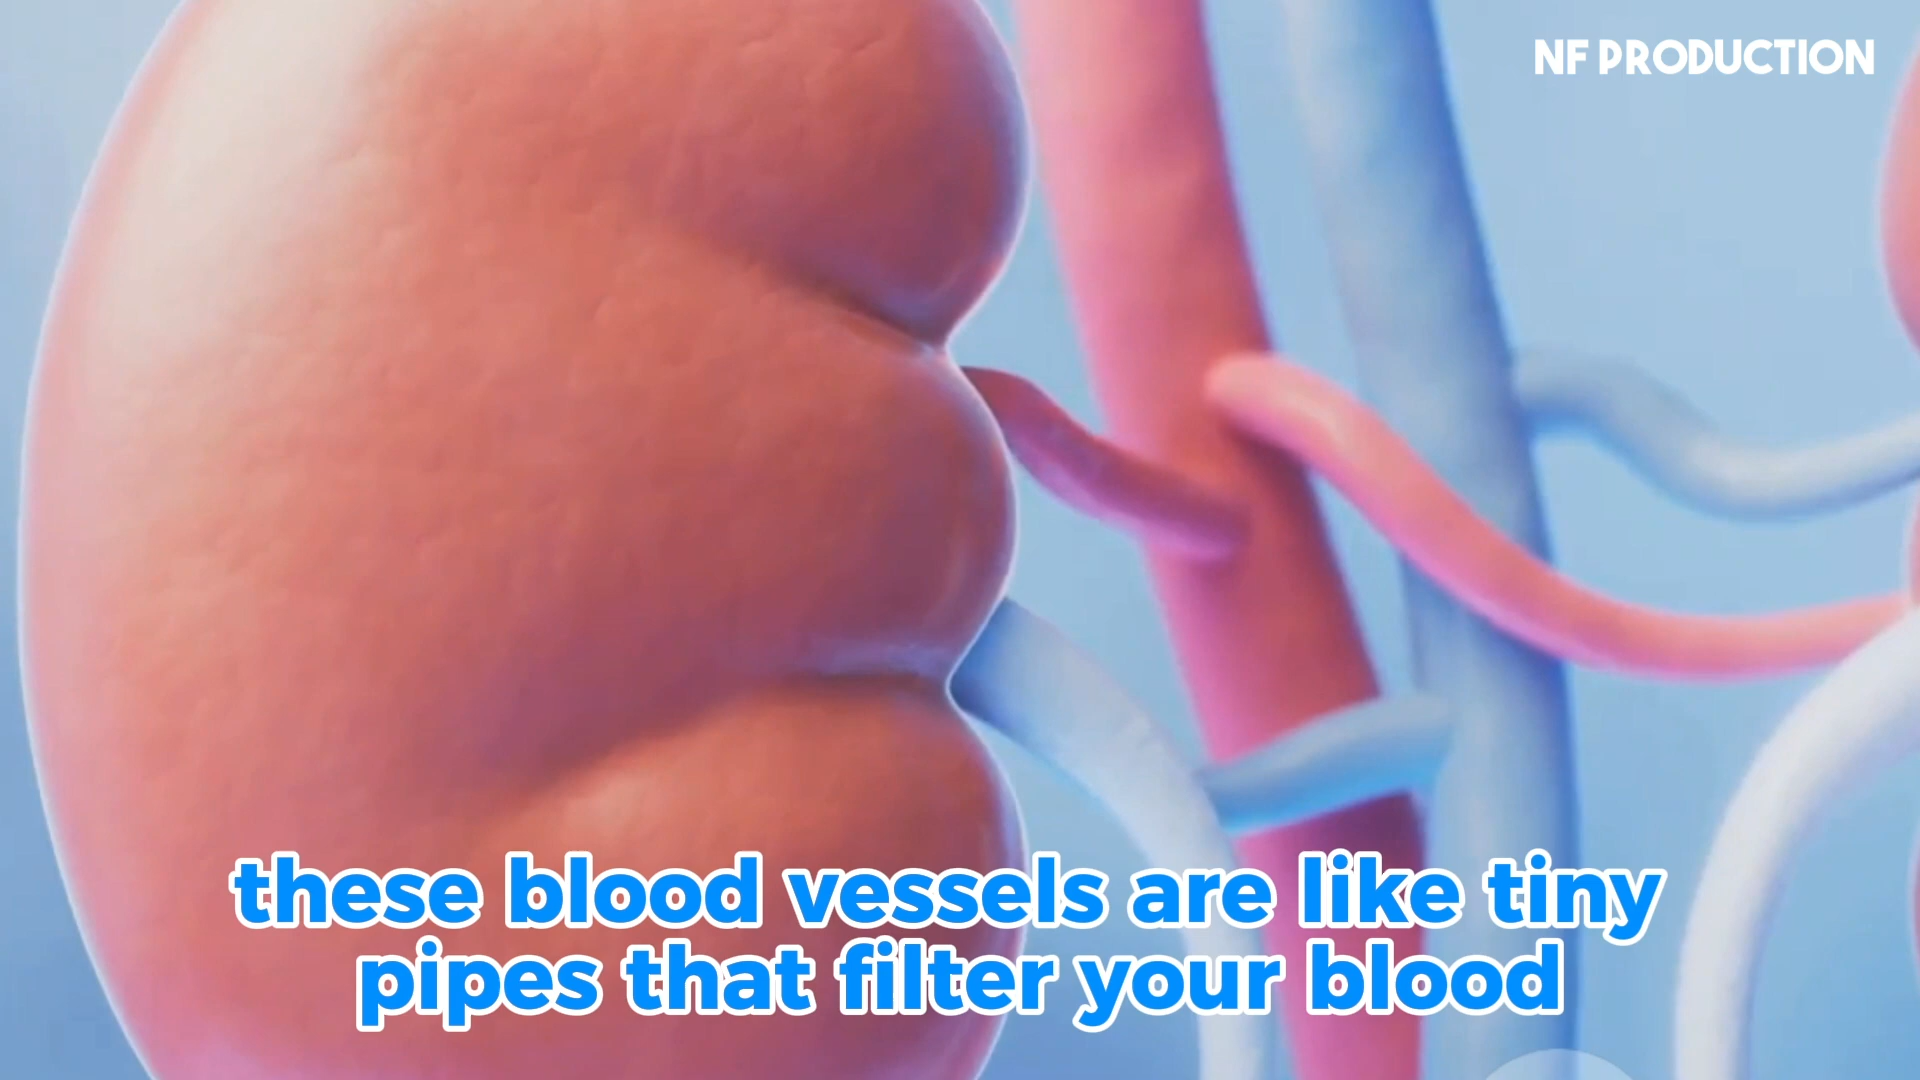 NF PRODUCTION
these blood vessels are like tiny
pipes that filter your blood